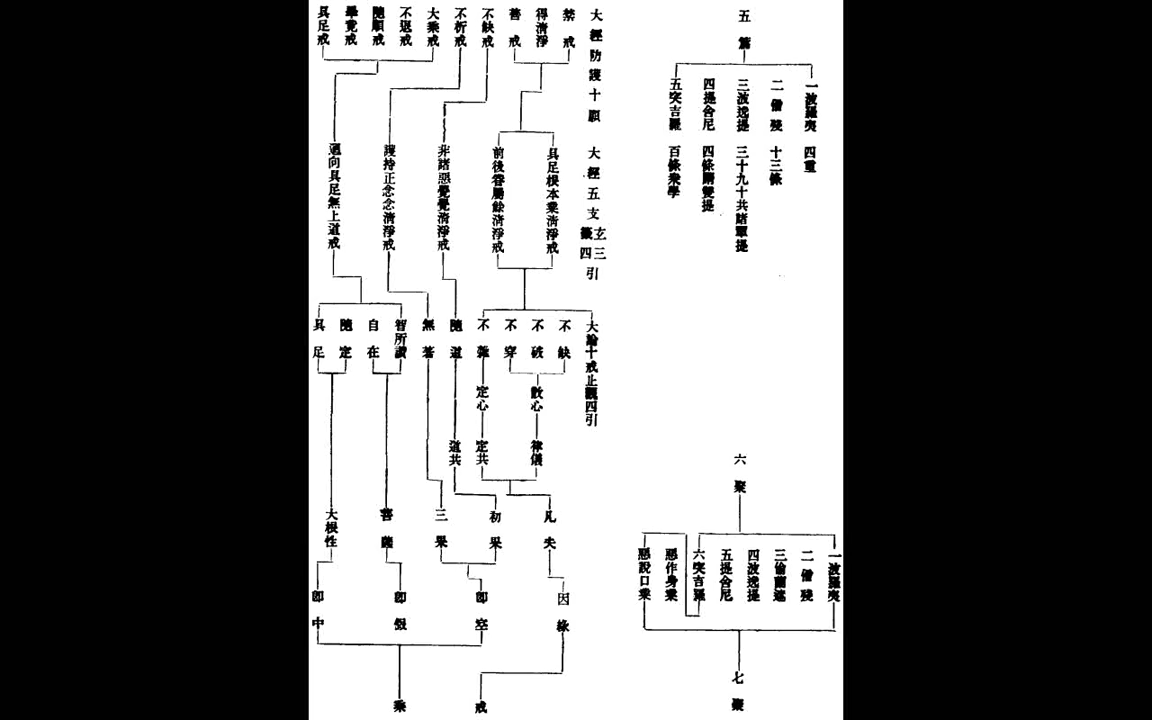 五篇
一波羅夷 四重
二僧殘 十三條
三波逸提 三十九十共諸單提
四提舍尼 四條
五突吉羅 百條眾學
六聚
一波羅夷
二僧殘
三偷蘭遮
四波逸提
五提舍尼
六突吉羅
惡作身業
惡說口業
七聚
大經防護十願
禁戒
得清淨
善戒
不缺戒
不析戒
大乘戒
不退戒
隨順戒
畢竟戒
具足戒
大經五支 玄三籤四引
具足根本業清淨戒
前後眷屬餘清淨戒
非諸惡覺覺清淨戒
護持正念念清淨戒
迴向具足無上道戒
大論十戒止觀四引
不缺
不破
不穿
不雜
隨道
無著
智所讚
自在
隨定
具足
散心
律儀
定心
定共
道共
凡夫
初果
三果
菩薩
大根性
因緣
即空
即假
即中
戒
乘